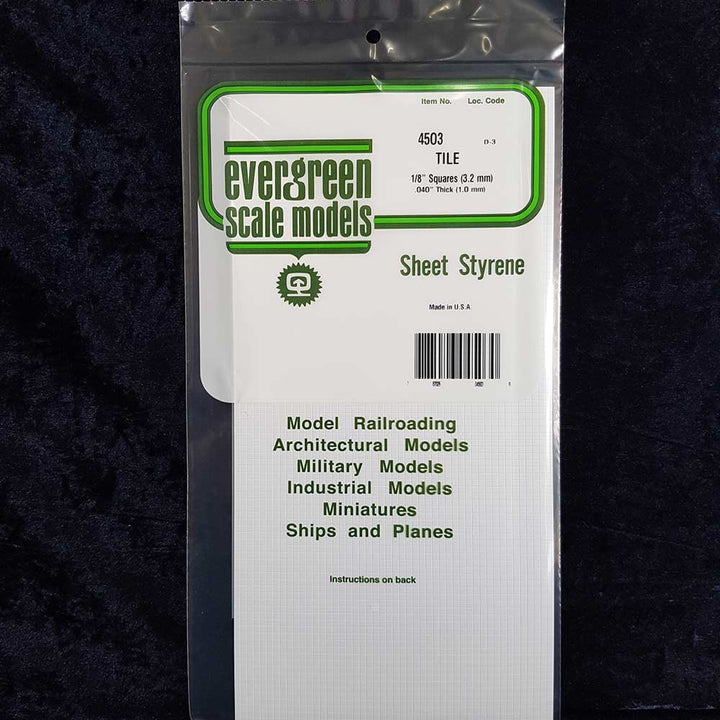 Item No. Loc. Code
4503 D-3
TILE
1/8" Squares (3.2 mm)
.040" Thick (1.0 mm)
evergreen
scale models
Sheet Styrene
Made in U.S.A.
Model Railroading
Architectural Models
Military Models
Industrial Models
Miniatures
Ships and Planes
Instructions on back